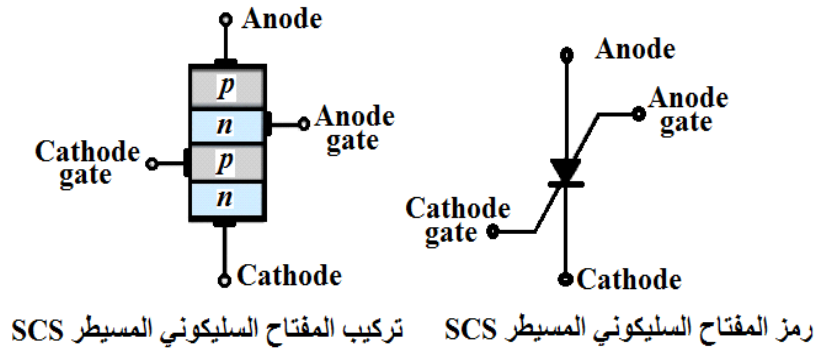 Anode
p
n
p
n
Anode
gate
Cathode
gate
Cathode
تركيب المفتاح السليكوني المسيطر SCS
Anode
Anode
gate
Cathode
gate
Cathode
رمز المفتاح السليكوني المسيطر SCS